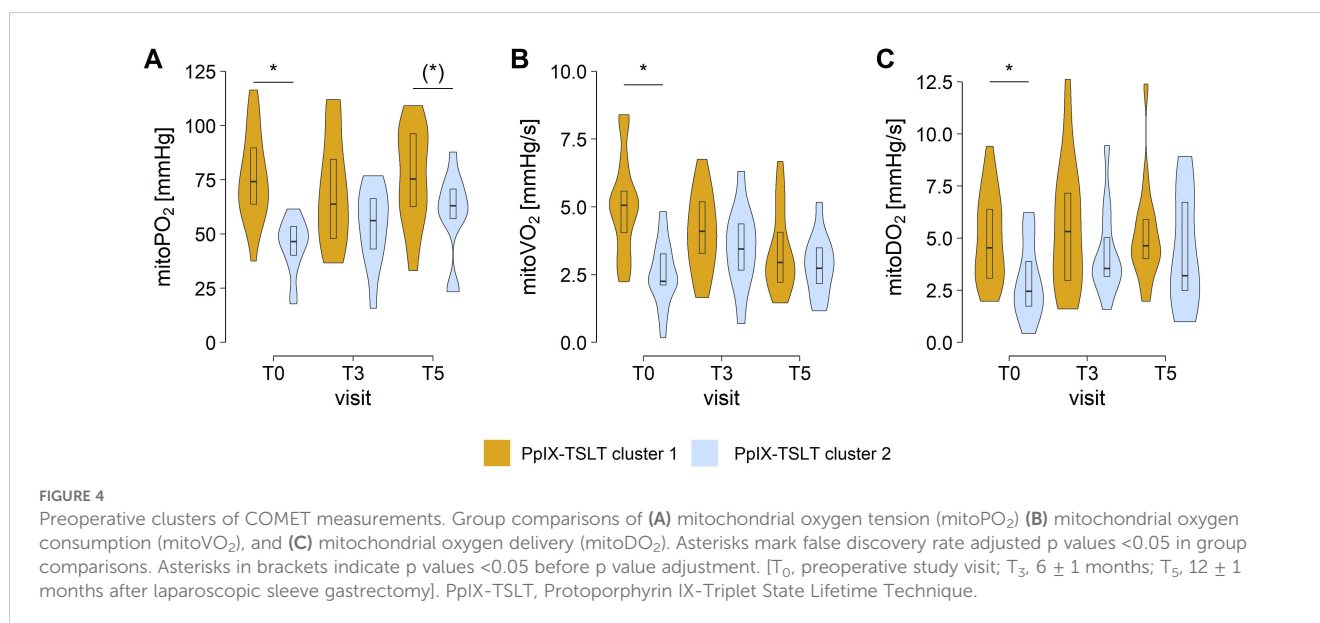 A
B
C
mitoPO₂ [mmHg]
125
100
75
50
25
0
*
(*)
T0 T3 T5
visit
mitoVO₂ [mmHg/s]
10.0
7.5
5.0
2.5
0.0
*
T0 T3 T5
visit
mitoDO₂ [mmHg/s]
12.5
10.0
7.5
5.0
2.5
0.0
*
T0 T3 T5
visit
PpIX-TSLT cluster 1 PpIX-TSLT cluster 2
FIGURE 4
Preoperative clusters of COMET measurements. Group comparisons of (A) mitochondrial oxygen tension (mitoPO₂) (B) mitochondrial oxygen
consumption (mitoVO₂), and (C) mitochondrial oxygen delivery (mitoDO₂). Asterisks mark false discovery rate adjusted p values <0.05 in group
comparisons. Asterisks in brackets indicate p values <0.05 before p value adjustment. [T₀, preoperative study visit; T₃, 6 ± 1 months; T₅, 12 ± 1
months after laparoscopic sleeve gastrectomy]. PpIX-TSLT, Protoporphyrin IX-Triplet State Lifetime Technique.